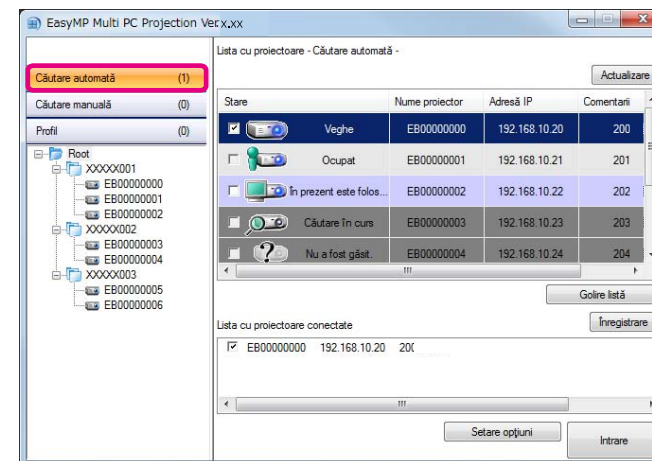 EasyMP Multi PC Projection Ver.x.xx
Lista cu proiectoare - Căutare automată -
Căutare automată (1)
Actualizare
Căutare manuală (0)
Profil (0)
Stare Nume proiector Adresă IP Comentarii
Veghe EB00000000 192.168.10.20 200
Ocupat EB00000001 192.168.10.21 201
În prezent este folos... EB00000002 192.168.10.22 202
Căutare în curs EB00000003 192.168.10.23 203
Nu a fost găsit. EB00000004 192.168.10.24 204
Root
XXXXX001
EB00000000
EB00000001
EB00000002
XXXXX002
EB00000003
EB00000004
XXXXX003
EB00000005
EB00000006
Golire listă
Lista cu proiectoare conectate
Înregistrare
EB00000000 192.168.10.20 200
Setare opţiuni
Intrare